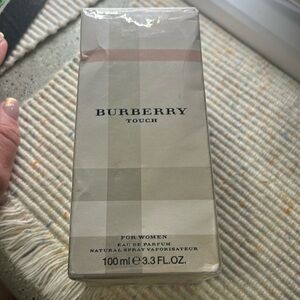 BURBERRY
TOUCH
FOR WOMEN
EAU DE PARFUM
NATURAL SPRAY VAPORISATEUR
100 ml ℮ 3.3 FL.OZ.